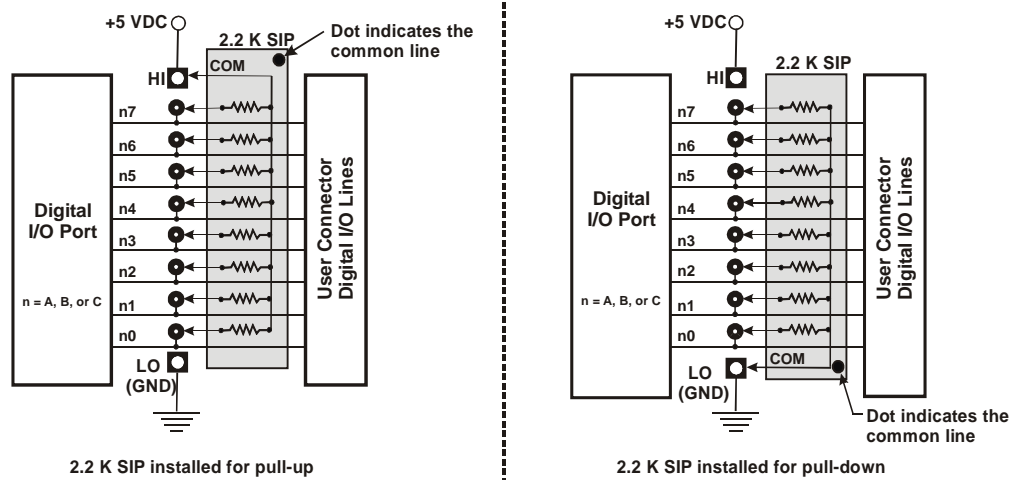 +5 VDC
2.2 K SIP
Dot indicates the
common line
COM
HI
n7
n6
n5
n4
n3
n2
n1
n0
Digital
I/O Port
n = A, B, or C
User Connector
Digital I/O Lines
LO
(GND)
2.2 K SIP installed for pull-up
+5 VDC
2.2 K SIP
HI
n7
n6
n5
n4
n3
n2
n1
n0
Digital
I/O Port
n = A, B, or C
User Connector
Digital I/O Lines
COM
LO
(GND)
Dot indicates the
common line
2.2 K SIP installed for pull-down